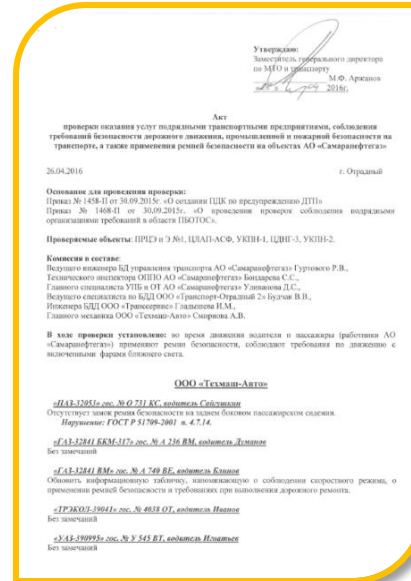 Утверждаю:
Заместитель генерального директора
по МТО и транспорту
М.Ф. Аржанов
2016г.
Акт
проверки оказания услуг подрядными транспортными предприятиями, соблюдения
требований безопасности дорожного движения, промышленной и пожарной безопасности на
транспорте, а также применения ремней безопасности на объектах АО «Самаранефтегаз»
26.04.2016 г. Отрадный
Основание для проведения проверки:
Приказ № 1458-П от 30.09.2015г. «О создании ПДК по предупреждению ДТП»
Приказ № 1468-П от 30.09.2015г. «О проведения проверок соблюдения подрядными
организациями требований в области ПБОТОС».
Проверяемые объекты: ПРЦЭ и Э №1, ЦЛАП-АСФ, УКПН-1, ЦДНГ-3, УКПН-2.
Комиссия в составе:
Ведущего инженера БД управления транспорта АО «Самаранефтегаз» Гуртового Р.В.,
Технического инспектора ОППО АО «Самаранефтегаз» Бондарева С.С.,
Главного специалиста УПБ и ОТ АО «Самаранефтегаз» Уливанова Д.С.,
Ведущего специалиста по БДД ООО «Транспорт-Отрадный 2» Будчан В.В.,
Инженера БДД ООО «Транссервис» Гладышева И.М.,
Главного механика ООО «Техмаш-Авто» Смирнова А.В.
В ходе проверки установлено: во время движения водители и пассажиры (работники АО
«Самаранефтегаз») применяют ремни безопасности, соблюдают требования по движению с
включенными фарами ближнего света.
ООО «Техмаш-Авто»
«ПАЗ-32053» гос. № О 731 КС, водитель Сайгушкин
Отсутствует замок ремня безопасности на заднем боковом пассажирском сидении.
Нарушение: ГОСТ Р 51709-2001 п. 4.7.14.
«ГАЗ-32841 БКМ-317» гос. № А 236 ВМ, водитель Думанов
Без замечаний
«ГАЗ-32841 ВМ» гос. № А 740 ВЕ, водитель Блинов
Обновить информационную табличку, напоминающую о соблюдении скоростного режима, о
применении ремней безопасности и требованиях при выполнении дорожного ремонта.
«ТРЭКОЛ-39041» гос. № 4038 ОТ, водитель Иванов
Без замечаний
«УАЗ-390995» гос. № У 545 ВТ, водитель Игнатьев
Без замечаний